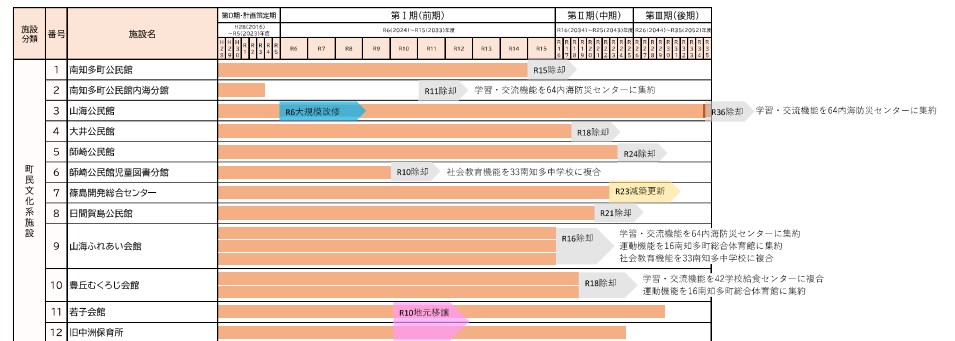 施設分類 番号 施設名 第0期・計画策定期 第Ⅰ期(前期) 第Ⅱ期(中期) 第Ⅲ期(後期)
H28(2016)～R5(2023)年度 R6(2024)～R15(2033)年度 R16(2034)～R25(2043)年度 R26(2044)～R35(2052)年度
H28 H29 H30 R1 R2 R3 R4 R5 R6 R7 R8 R9 R10 R11 R12 R13 R14 R15
町民文化系施設
1 南知多町公民館 R15除却
2 南知多町公民館内海分館 R11除却 学習・交流機能を64内海防災センターに集約
3 山海公民館 R6大規模改修 R36除却 学習・交流機能を64内海防災センターに集約
4 大井公民館 R18除却
5 師崎公民館 R24除却
6 師崎公民館児童図書分館 R10除却 社会教育機能を33南知多中学校に複合
7 篠島開発総合センター R23減築更新
8 日間賀島公民館 R21除却
9 山海ふれあい会館 R16除却 学習・交流機能を64内海防災センターに集約
運動機能を16南知多町総合体育館に集約
社会教育機能を33南知多中学校に複合
10 豊丘むくろじ会館 R18除却 学習・交流機能を42学校給食センターに複合
運動機能を16南知多町総合体育館に集約
11 若子会館 R10地元移譲
12 旧中洲保育所